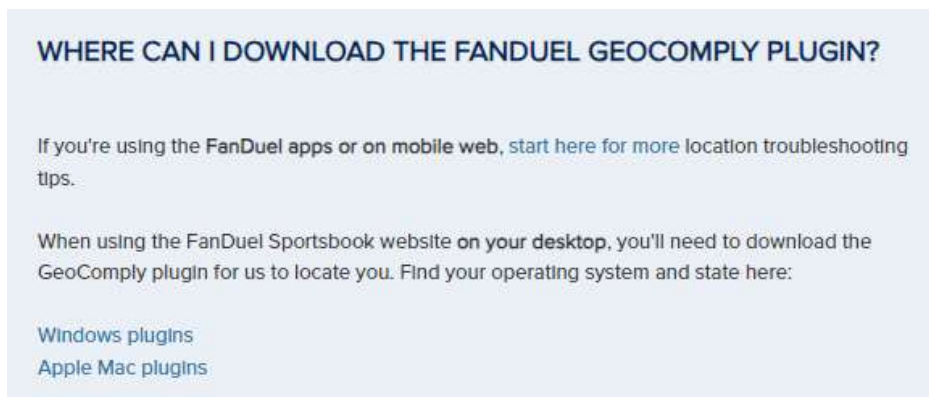 WHERE CAN I DOWNLOAD THE FANDUEL GEOCOMPLY PLUGIN?
If you're using the FanDuel apps or on mobile web, start here for more location troubleshooting
tips.
When using the FanDuel Sportsbook website on your desktop, you'll need to download the
GeoComply plugin for us to locate you. Find your operating system and state here:
Windows plugins
Apple Mac plugins